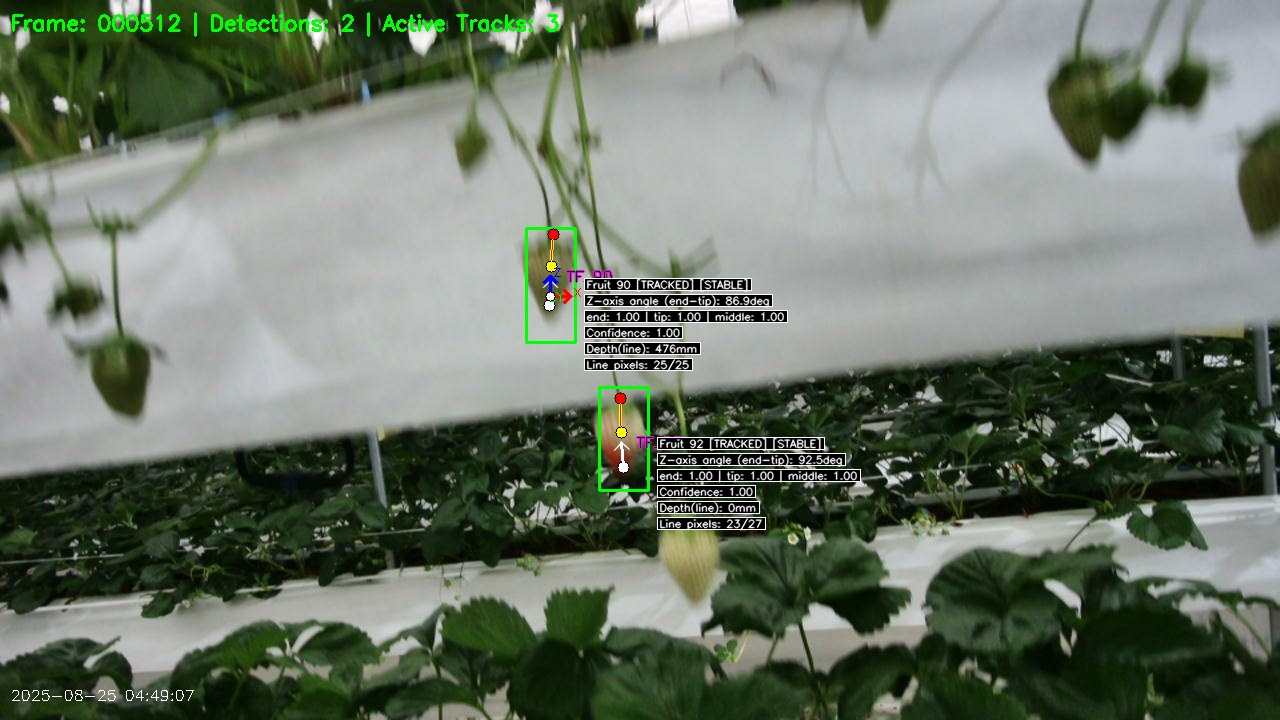 Frame: 000512 | Detections: 2 | Active Tracks: 3
TF_90
Fruit 90 [TRACKED] [STABLE]
Z-axis angle (end-tip): 86.9deg
end: 1.00 | tip: 1.00 | middle: 1.00
Confidence: 1.00
Depth(line): 476mm
Line pixels: 25/25
TF
Fruit 92 [TRACKED] [STABLE]
Z-axis angle (end-tip): 92.5deg
end: 1.00 | tip: 1.00 | middle: 1.00
Confidence: 1.00
Depth(line): 0mm
Line pixels: 23/27
2025-08-25 04:49:07